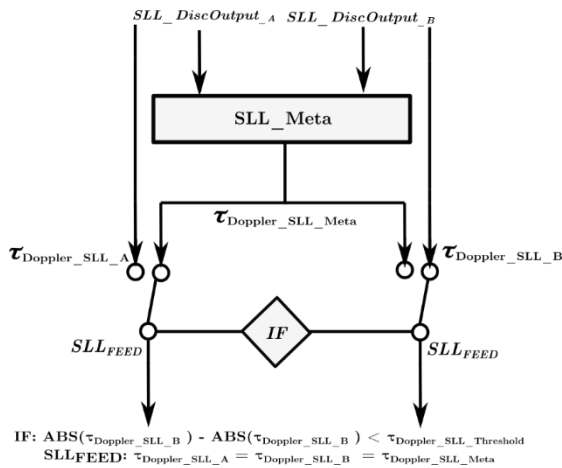 SLL_DiscOutput_A SLL_DiscOutput_B
SLL_Meta
τDoppler_SLL_Meta
τDoppler_SLL_A τDoppler_SLL_B
IF
SLLFEED SLLFEED
IF: ABS(τDoppler_SLL_B ) - ABS(τDoppler_SLL_B ) < τDoppler_SLL_Threshold
SLLFEED: τDoppler_SLL_A = τDoppler_SLL_B = τDoppler_SLL_Meta